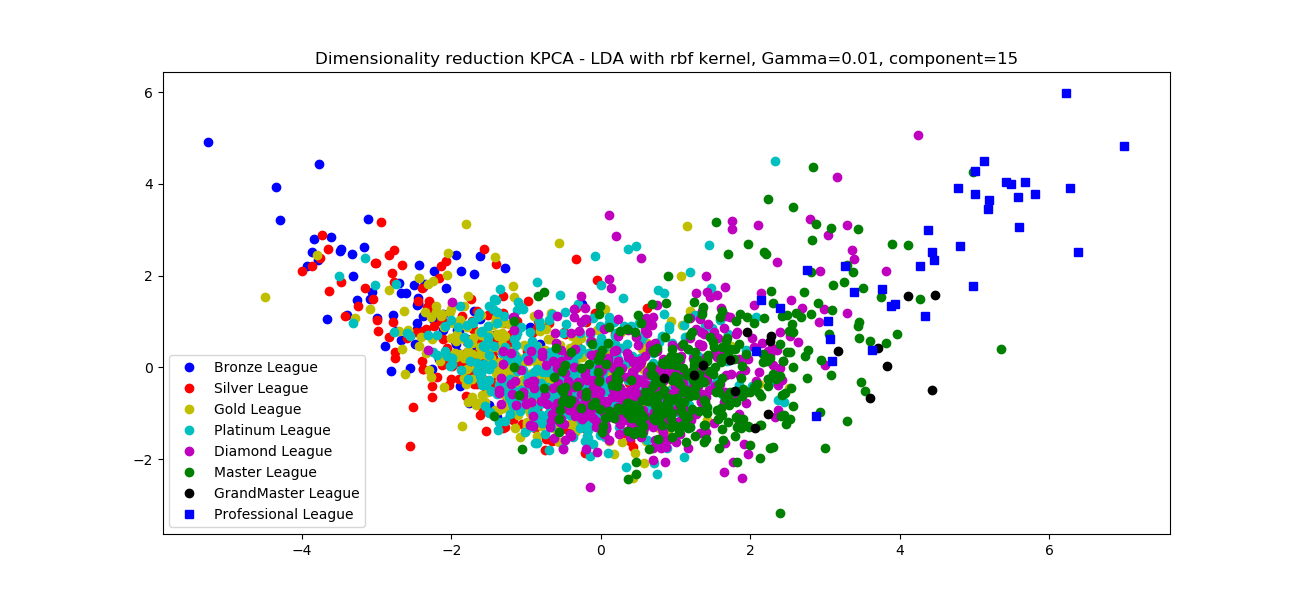 Dimensionality reduction KPCA - LDA with rbf kernel, Gamma=0.01, component=15
6
4
2
0
−2
Bronze League
Silver League
Gold League
Platinum League
Diamond League
Master League
GrandMaster League
Professional League
−4 −2 0 2 4 6